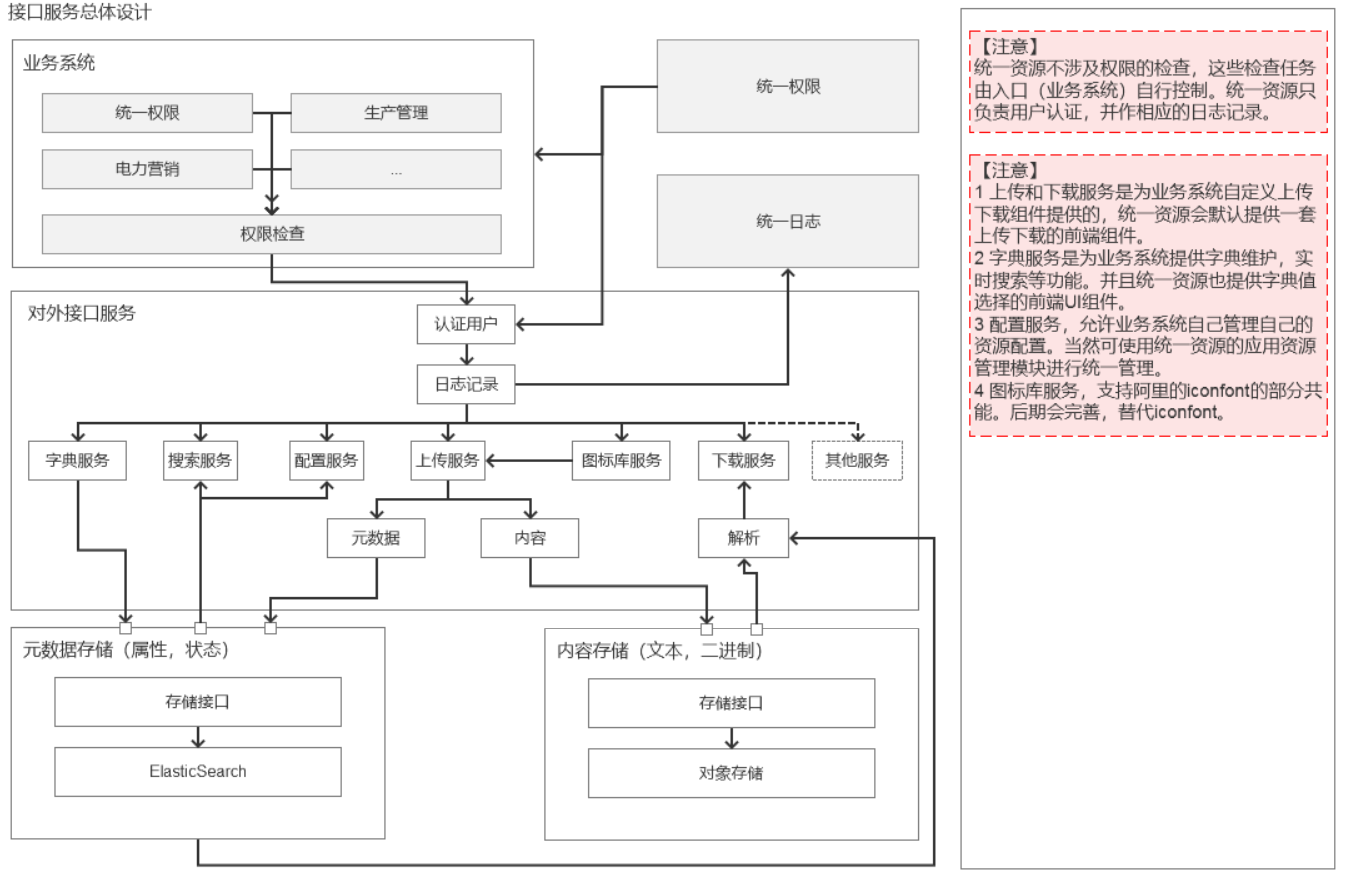 接口服务总体设计
业务系统
统一权限
生产管理
电力营销
...
权限检查
统一权限
统一日志
对外接口服务
认证用户
日志记录
字典服务
搜索服务
配置服务
上传服务
图标库服务
下载服务
其他服务
元数据
内容
解析
元数据存储（属性，状态）
存储接口
ElasticSearch
内容存储（文本，二进制）
存储接口
对象存储
【注意】
统一资源不涉及权限的检查，这些检查任务
由入口（业务系统）自行控制。统一资源只
负责用户认证，并作相应的日志记录。
【注意】
1 上传和下载服务是为业务系统自定义上传
下载组件提供的，统一资源会默认提供一套
上传下载的前端组件。
2 字典服务是为业务系统提供字典维护，实
时搜索等功能。并且统一资源也提供字典值
选择的前端UI组件。
3 配置服务，允许业务系统自己管理自己的
资源配置。当然可使用统一资源的应用资源
管理模块进行统一管理。
4 图标库服务，支持阿里的iconfont的部分共
能。后期会完善，替代iconfont。